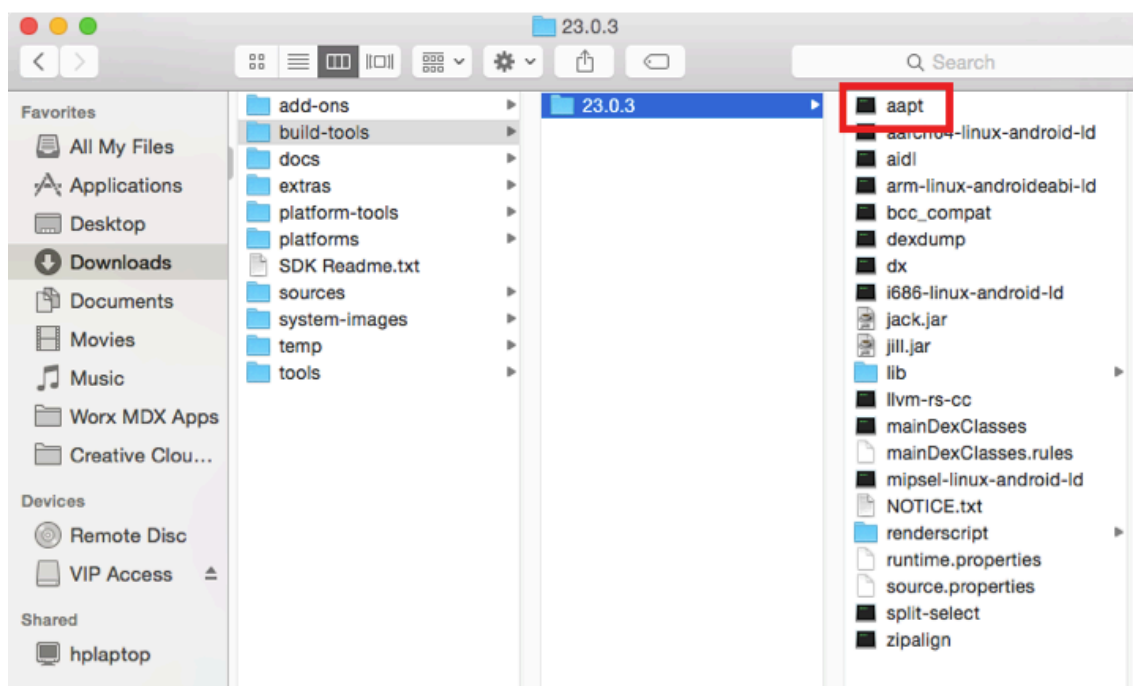 23.0.3
Search
Favorites
All My Files
Applications
Desktop
Downloads
Documents
Movies
Music
Worx MDX Apps
Creative Clou...
Devices
Remote Disc
VIP Access
Shared
hplaptop
add-ons
build-tools
docs
extras
platform-tools
platforms
SDK Readme.txt
sources
system-images
temp
tools
23.0.3
aapt
aarch64-linux-android-ld
aidl
arm-linux-androideabi-ld
bcc_compat
dexdump
dx
i686-linux-android-ld
jack.jar
jill.jar
lib
llvm-rs-cc
mainDexClasses
mainDexClasses.rules
mipsel-linux-android-ld
NOTICE.txt
renderscript
runtime.properties
source.properties
split-select
zipalign